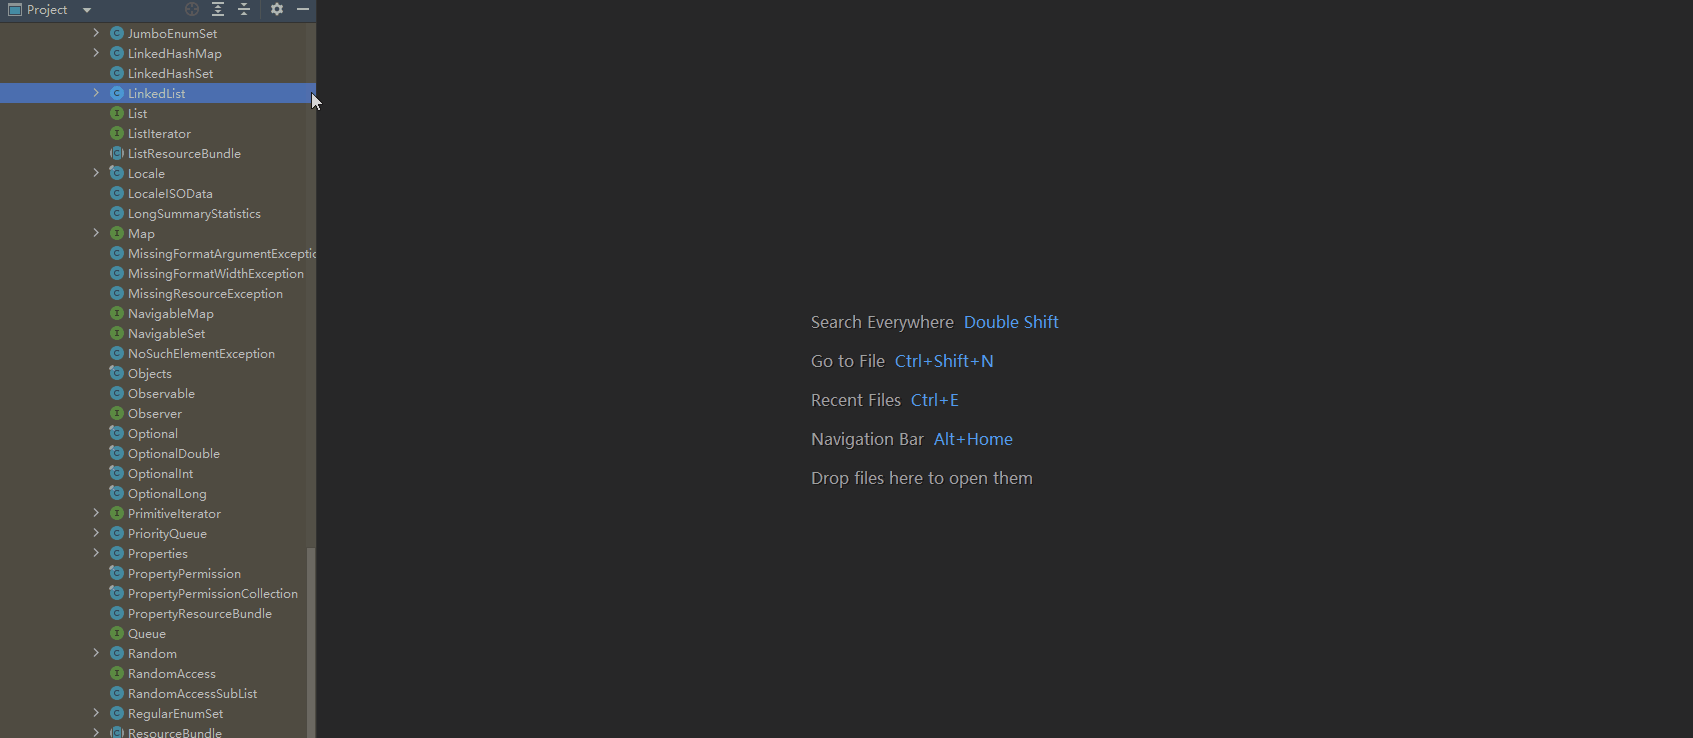 Project
JumboEnumSet
LinkedHashMap
LinkedHashSet
LinkedList
List
ListIterator
ListResourceBundle
Locale
LocaleISOData
LongSummaryStatistics
Map
MissingFormatArgumentExceptic
MissingFormatWidthException
MissingResourceException
NavigableMap
NavigableSet
NoSuchElementException
Objects
Observable
Observer
Optional
OptionalDouble
OptionalInt
OptionalLong
PrimitiveIterator
PriorityQueue
Properties
PropertyPermission
PropertyPermissionCollection
PropertyResourceBundle
Queue
Random
RandomAccess
RandomAccessSubList
RegularEnumSet
ResourceBundle
Search Everywhere Double Shift
Go to File Ctrl+Shift+N
Recent Files Ctrl+E
Navigation Bar Alt+Home
Drop files here to open them